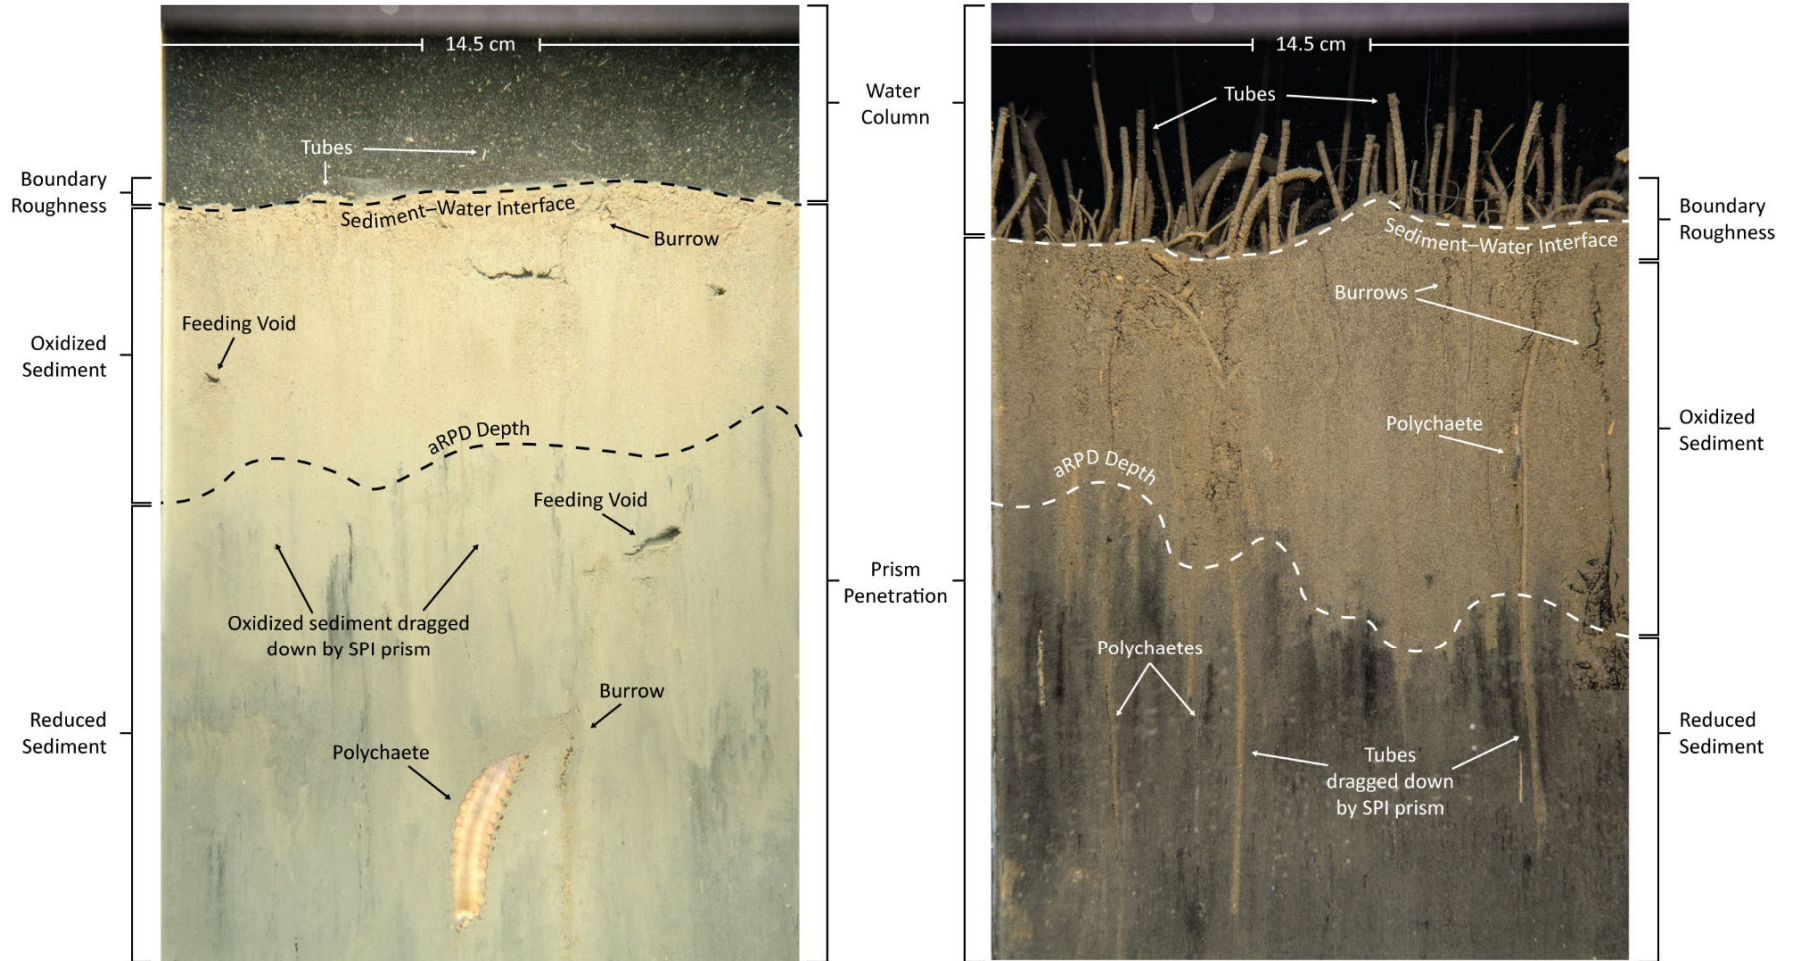 14.5 cm
Tubes
Boundary
Roughness
Sediment–Water Interface
Burrow
Feeding Void
Oxidized
Sediment
aRPD Depth
Feeding Void
Oxidized sediment dragged
down by SPI prism
Burrow
Reduced
Sediment
Polychaete
Water
Column
Prism
Penetration
14.5 cm
Tubes
Boundary
Roughness
Sediment–Water Interface
Burrows
Polychaete
Oxidized
Sediment
aRPD Depth
Polychaetes
Reduced
Sediment
Tubes
dragged down
by SPI prism